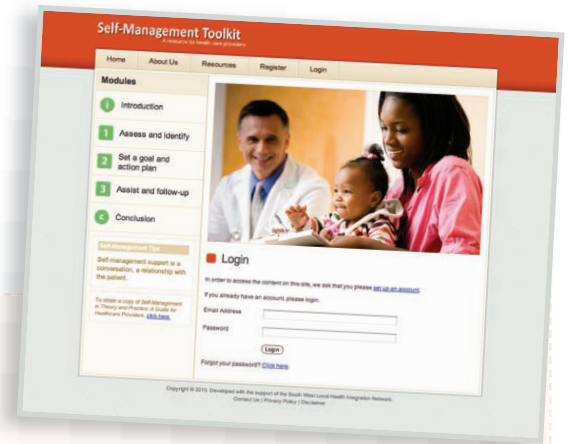 Self-Management Toolkit
A resource for health care providers
Home About Us Resources Register Login
Modules
i Introduction
1 Assess and identify
2 Set a goal and
action plan
3 Assist and follow-up
c Conclusion
Self-Management Tips
Self-management support is a
conversation, a relationship with
the patient.
To obtain a copy of Self-Management
in Theory and Practice: A Guide for
Healthcare Providers, click here.
Login
In order to access the content on this site, we ask that you please set up an account.
If you already have an account, please login.
Email Address
Password
Login
Forgot your password? Click here.
Copyright © 2010. Developed with the support of the South West Local Health Integration Network.
Contact Us | Privacy Policy | Disclaimer